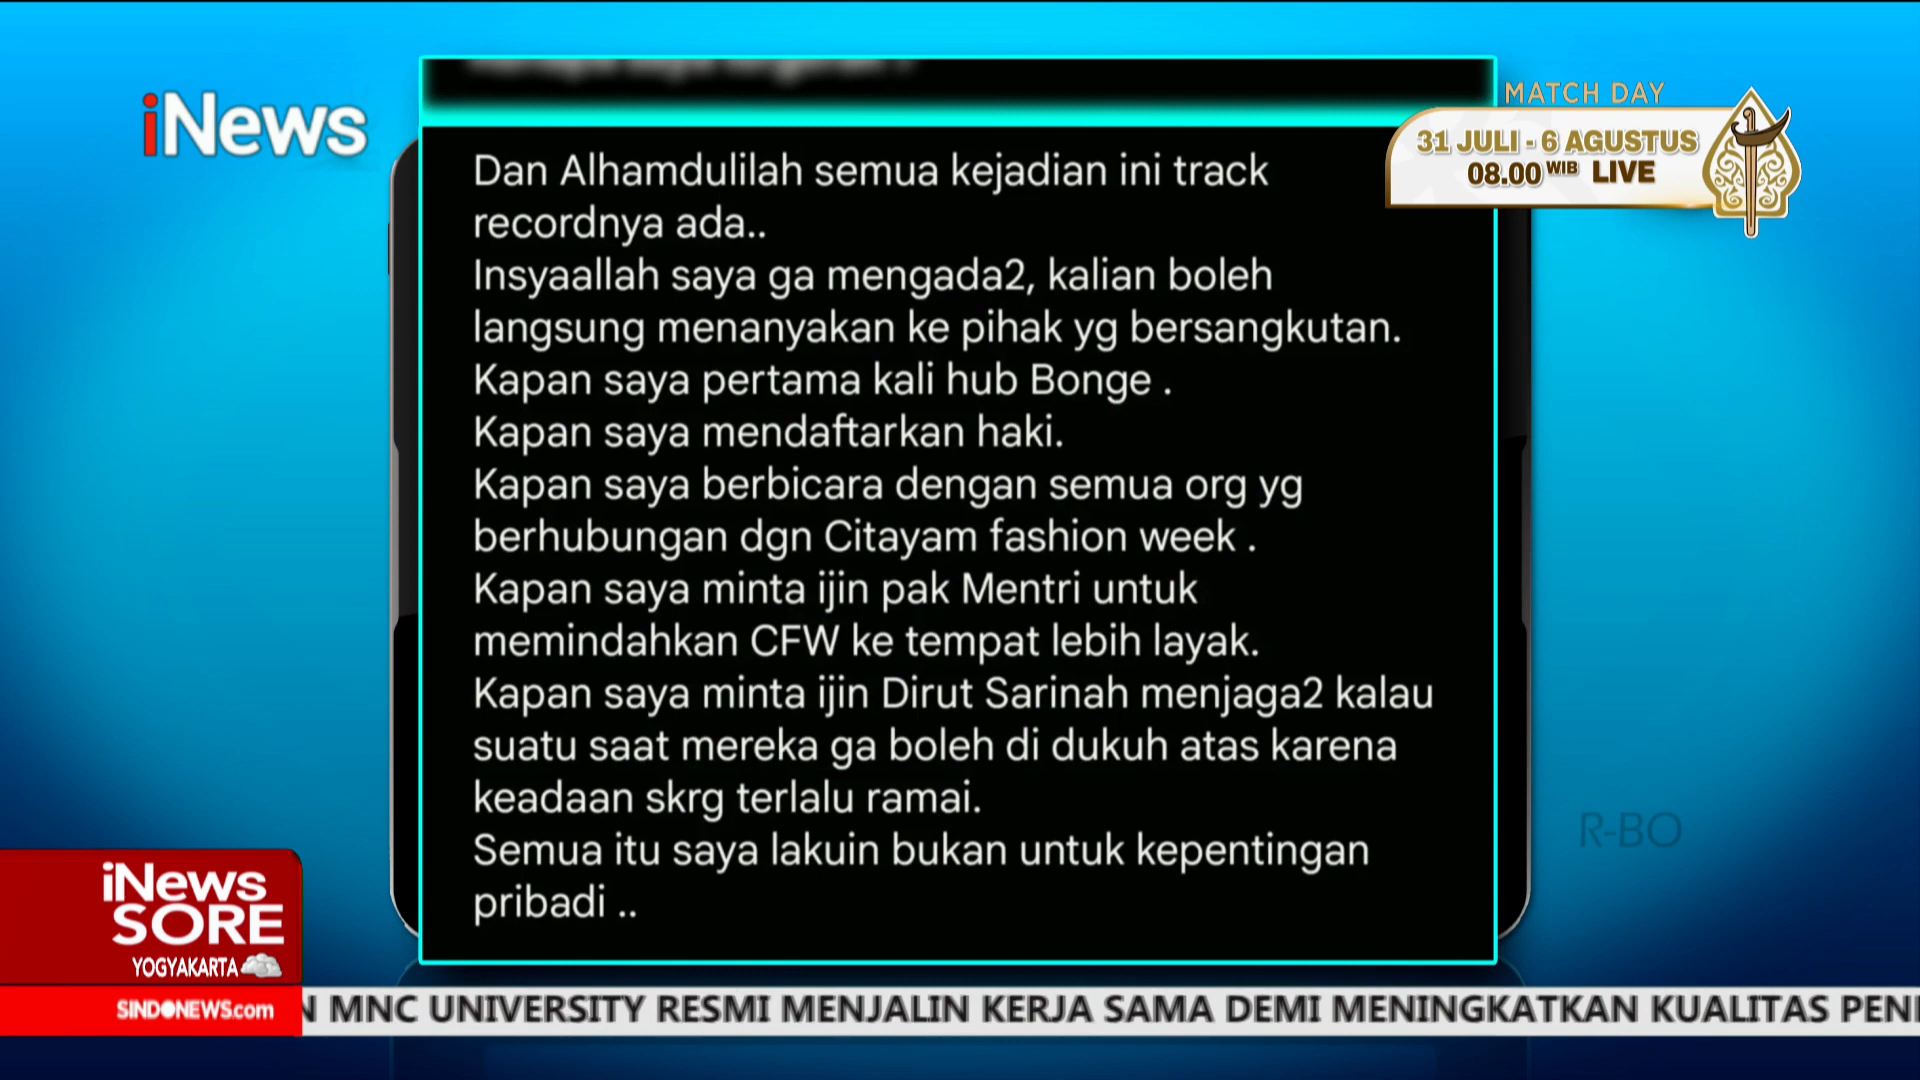 iNews
MATCH DAY
31 JULI - 6 AGUSTUS
08.00 WIB LIVE
Dan Alhamdulilah semua kejadian ini track
recordnya ada..
Insyaallah saya ga mengada2, kalian boleh
langsung menanyakan ke pihak yg bersangkutan.
Kapan saya pertama kali hub Bonge .
Kapan saya mendaftarkan haki.
Kapan saya berbicara dengan semua org yg
berhubungan dgn Citayam fashion week .
Kapan saya minta ijin pak Mentri untuk
memindahkan CFW ke tempat lebih layak.
Kapan saya minta ijin Dirut Sarinah menjaga2 kalau
suatu saat mereka ga boleh di dukuh atas karena
keadaan skrg terlalu ramai.
Semua itu saya lakuin bukan untuk kepentingan
pribadi ..
R-BO
iNews
SORE
YOGYAKARTA
SINDONEWS.com
N MNC UNIVERSITY RESMI MENJALIN KERJA SAMA DEMI MENINGKATKAN KUALITAS PEN